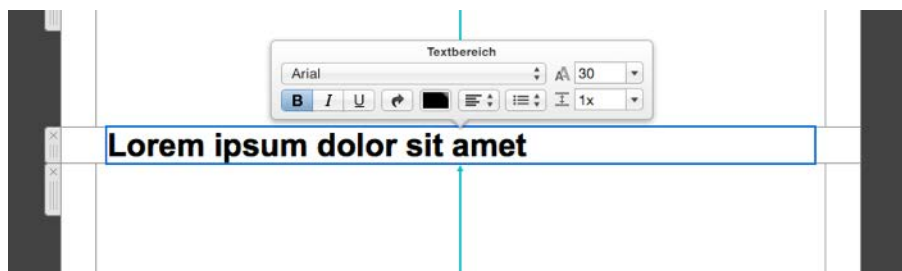 Textbereich
Arial
30
B I U
1x
Lorem ipsum dolor sit amet